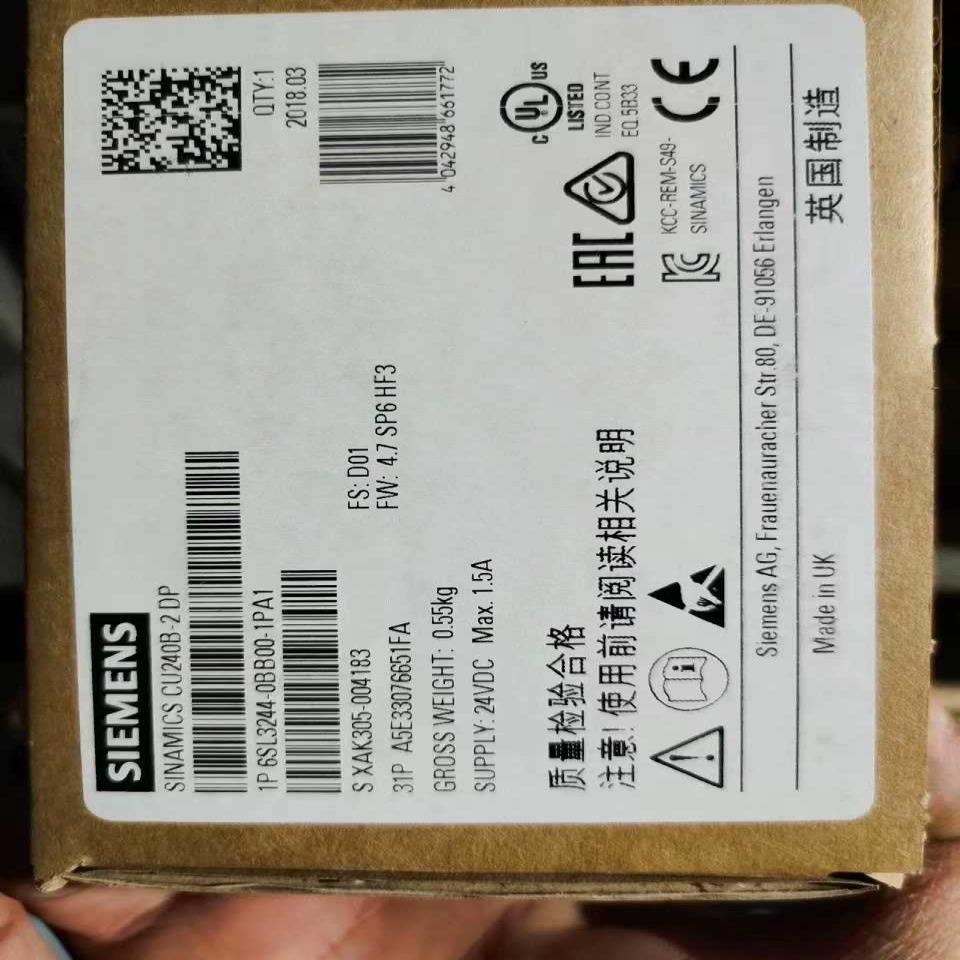 SIEMENS
SINAMICS CU240B-2 DP
1P 6SL3244-0BB00-1PA1
S XAK305-004183
31P A5E33076651FA
GROSS WEIGHT: 0.55kg
SUPPLY: 24VDC Max. 1.5A
FS: D01
FW: 4.7 SP6 HF3
QTY:1
2018.03
4 042948 661772
质量检验合格
注意!使用前请阅读相关说明
C UL US
LISTED
IND CONT
EQ.5B33
EAC
CE
KCC-REM-S49-
SINAMICS
Siemens AG, Frauenauracher Str.80, DE-91056 Erlangen
Made in UK
英国制造